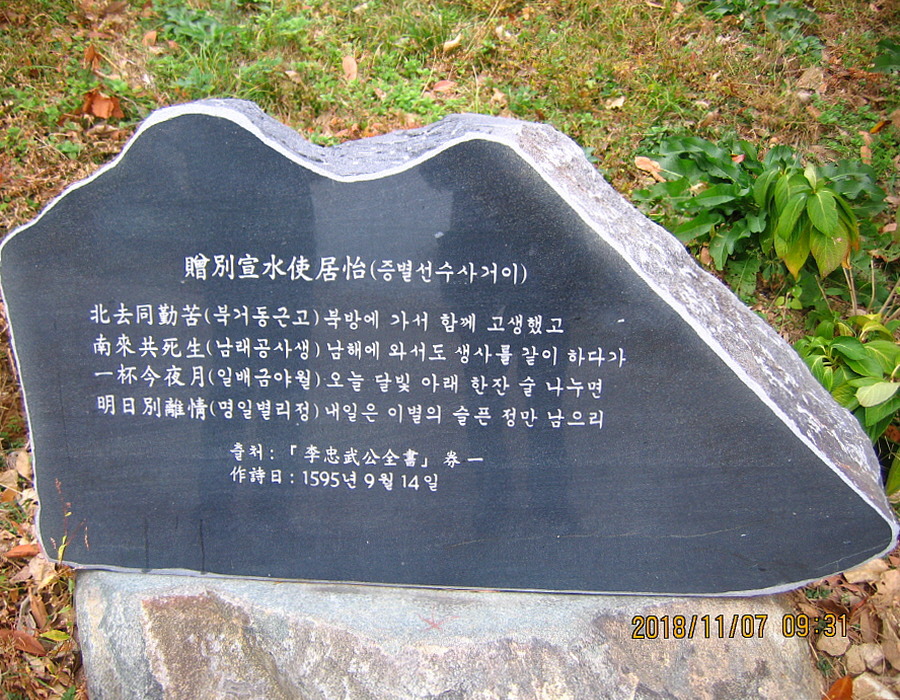 贈別宣水使居怡(증별선수사거이)
北去同勤苦(북거동근고)북방에 가서 함께 고생했고
南來共死生(남래공사생)남해에 와서도 생사를 같이 하다가
一杯今夜月(일배금야월)오늘 달빛 아래 한잔 술 나누면
明日別離情(명일별리정)내일은 이별의 슬픈 정만 남으리
출처:「李忠武公全書」券一
作詩日:1595년 9월 14일
2018/11/07 09:31